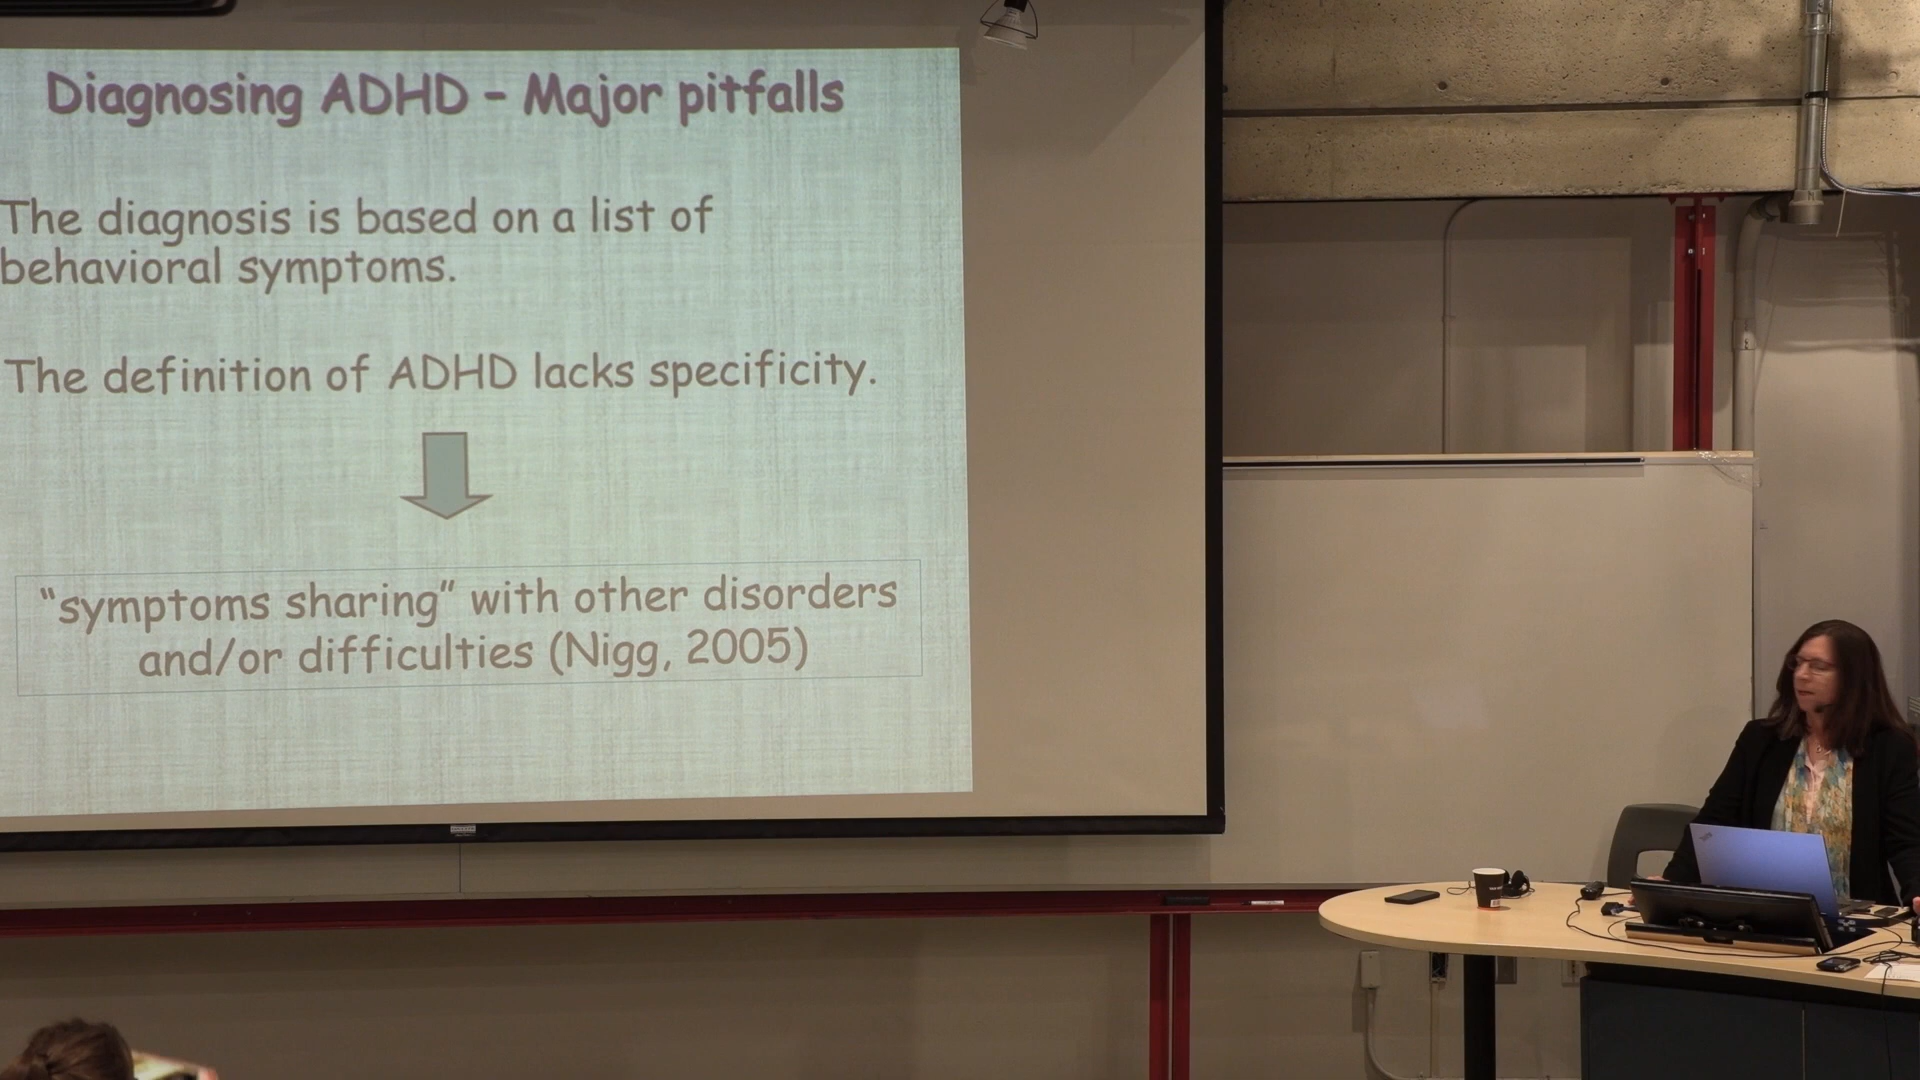 Diagnosing ADHD - Major pitfalls
The diagnosis is based on a list of
behavioral symptoms.
The definition of ADHD lacks specificity.
“symptoms sharing” with other disorders
and/or difficulties (Nigg, 2005)